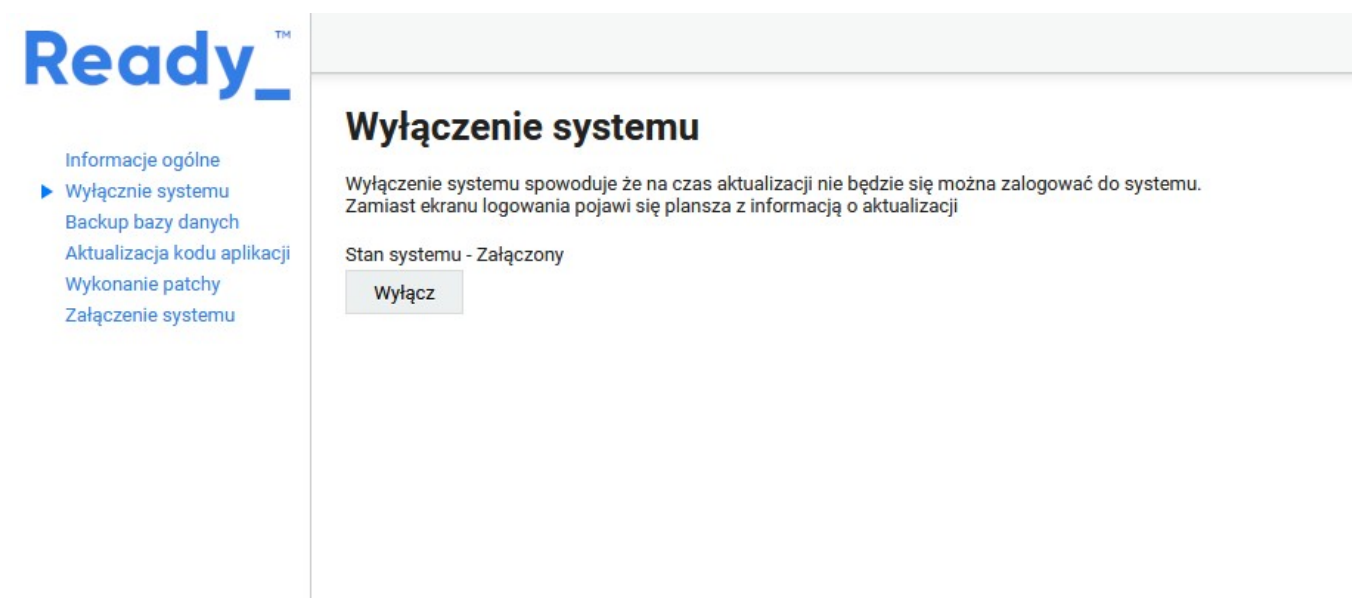 Ready_™
Informacje ogólne
Wyłącznie systemu
Backup bazy danych
Aktualizacja kodu aplikacji
Wykonanie patchy
Załączenie systemu
Wyłączenie systemu
Wyłączenie systemu spowoduje że na czas aktualizacji nie będzie się można zalogować do systemu.
Zamiast ekranu logowania pojawi się plansza z informacją o aktualizacji
Stan systemu - Załączony
Wyłącz